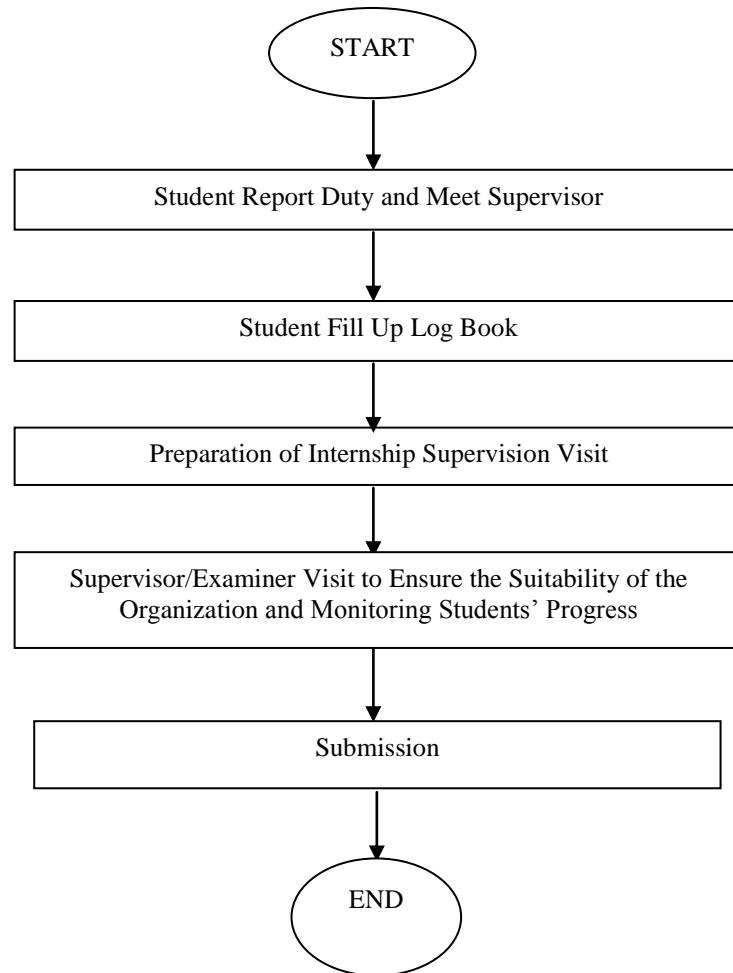 START
Student Report Duty and Meet Supervisor
Student Fill Up Log Book
Preparation of Internship Supervision Visit
Supervisor/Examiner Visit to Ensure the Suitability of the
Organization and Monitoring Students’ Progress
Submission
END